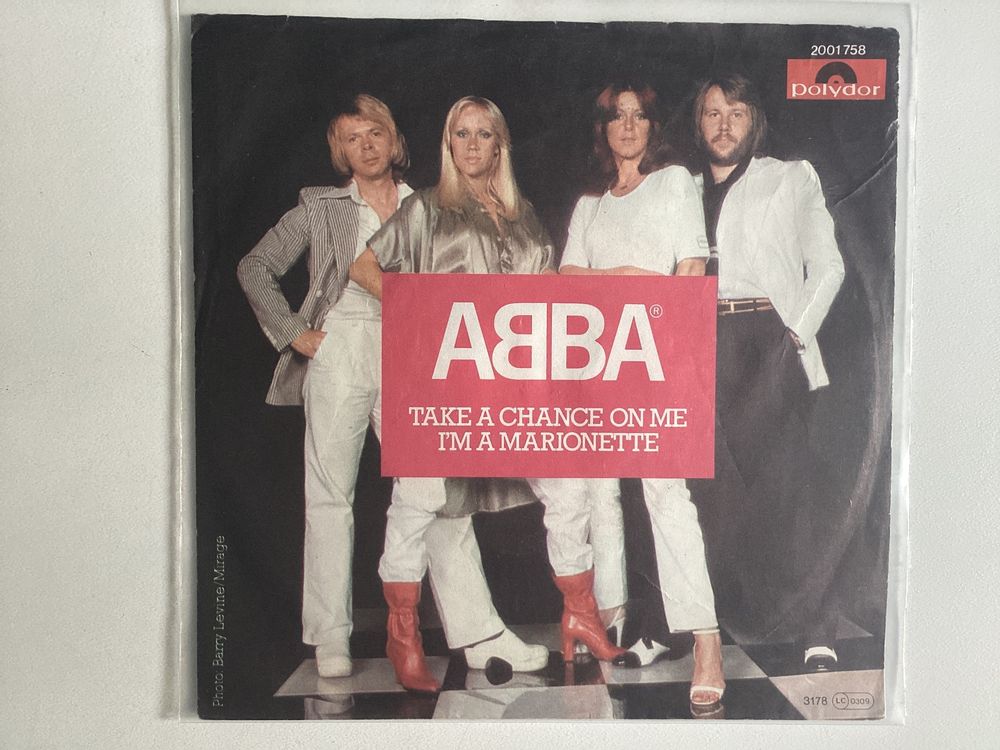 2001758
polydor
ABBA®
TAKE A CHANCE ON ME
I'M A MARIONETTE
Photo: Barry Levine/Mirage
3178 LC 0309